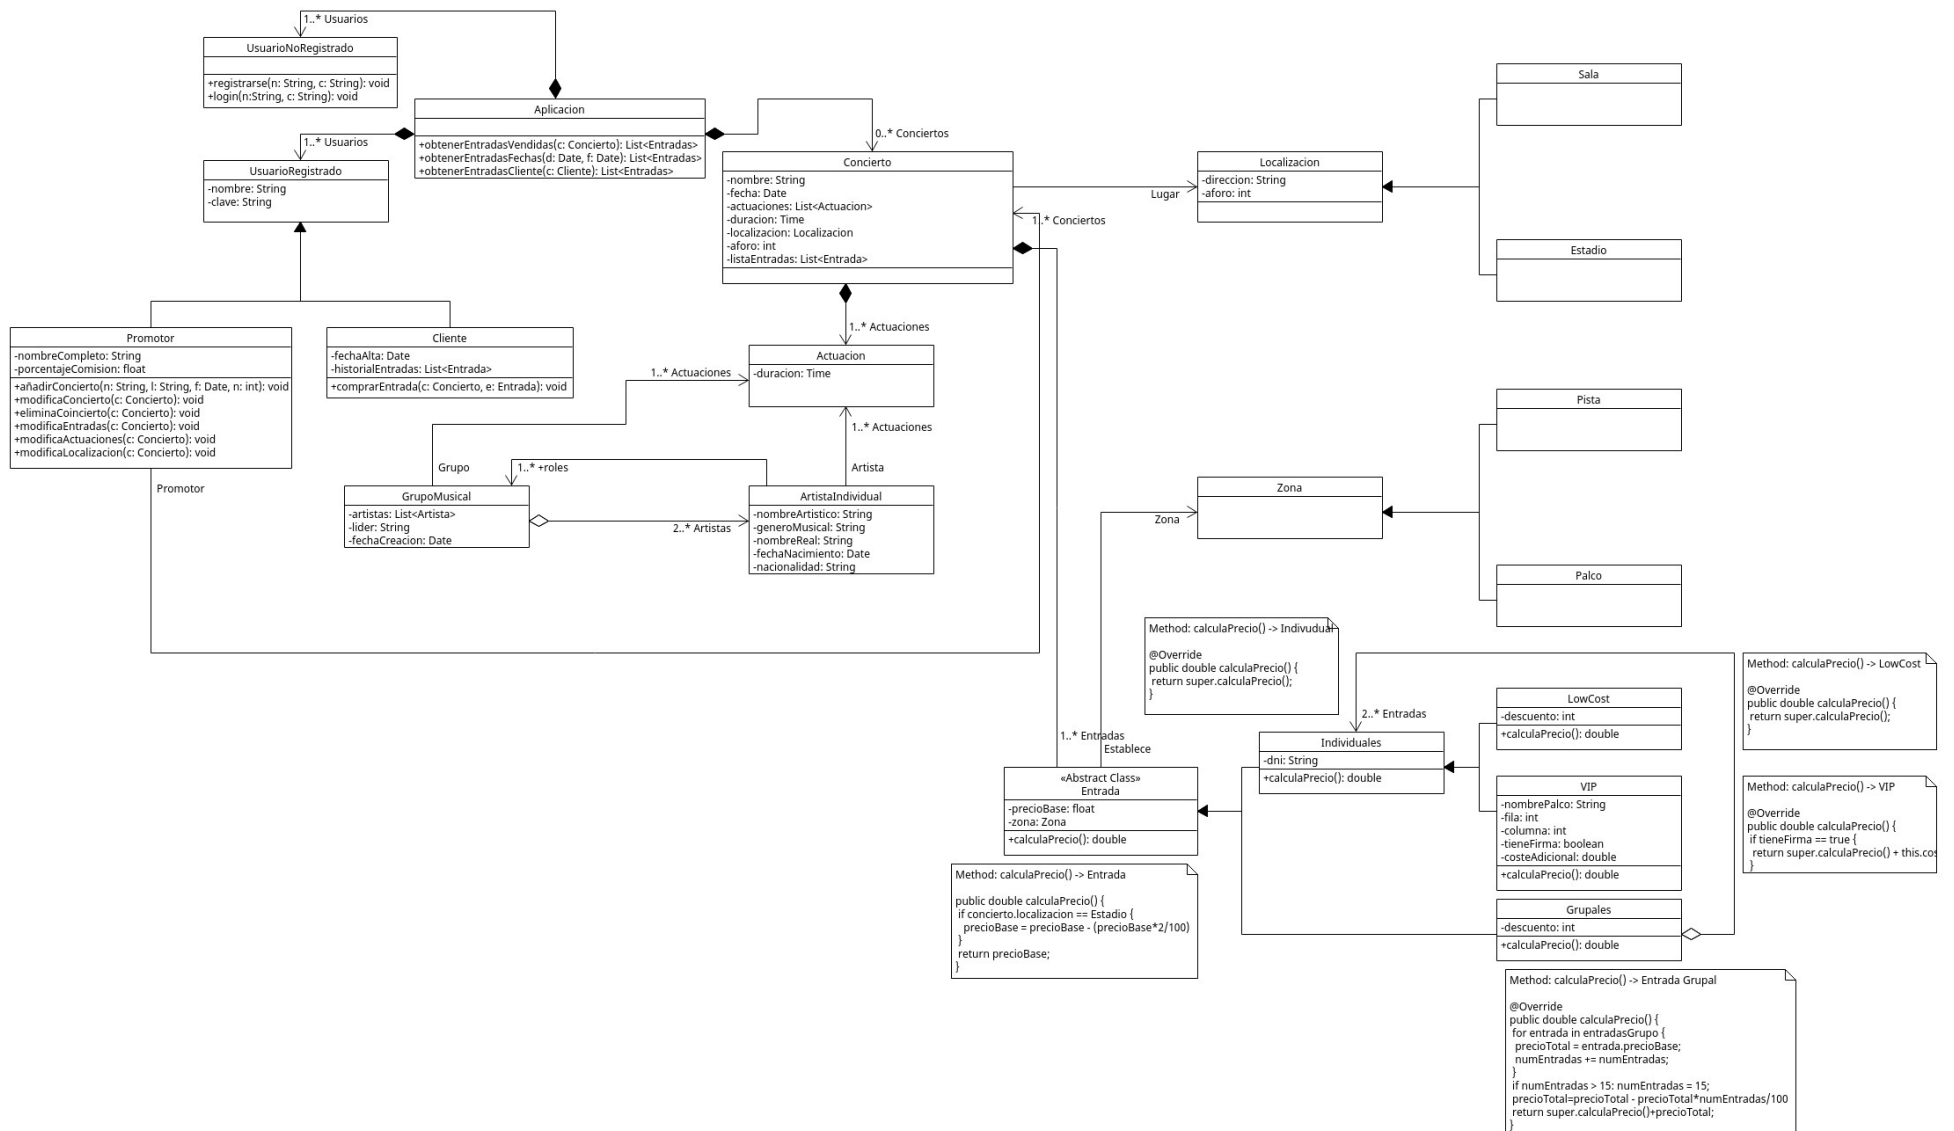 1..* Usuarios
UsuarioNoRegistrado
+registrarse(n: String, c: String): void
+login(n:String, c: String): void
Aplicacion
+obtenerEntradasVendidas(c: Concierto): List<Entradas>
+obtenerEntradasFechas(d: Date, f: Date): List<Entradas>
+obtenerEntradasCliente(c: Cliente): List<Entradas>
1..* Usuarios
UsuarioRegistrado
-nombre: String
-clave: String
0..* Conciertos
Concierto
-nombre: String
-fecha: Date
-actuaciones: List<Actuacion>
-duracion: Time
-localizacion: Localizacion
-aforo: int
-listaEntradas: List<Entrada>
Lugar
1..* Conciertos
Localizacion
-direccion: String
-aforo: int
Sala
Estadio
Promotor
-nombreCompleto: String
-porcentajeComision: float
+añadirConcierto(n: String, l: String, f: Date, n: int): void
+modificaConcierto(c: Concierto): void
+eliminaCoincierto(c: Concierto): void
+modificaEntradas(c: Concierto): void
+modificaActuaciones(c: Concierto): void
+modificaLocalizacion(c: Concierto): void
Promotor
Cliente
-fechaAlta: Date
-historialEntradas: List<Entrada>
+comprarEntrada(c: Concierto, e: Entrada): void
1..* Actuaciones
Actuacion
-duracion: Time
1..* Actuaciones
1..* Actuaciones
Grupo
1..* +roles
Artista
GrupoMusical
-artistas: List<Artista>
-lider: String
-fechaCreacion: Date
2..* Artistas
ArtistaIndividual
-nombreArtistico: String
-generoMusical: String
-nombreReal: String
-fechaNacimiento: Date
-nacionalidad: String
Pista
Zona
Zona
Palco
Method: calculaPrecio() -> Indivudual
@Override
public double calculaPrecio() {
return super.calculaPrecio();
}
2..* Entradas
1..* Entradas
Establece
Individuales
-dni: String
+calculaPrecio(): double
LowCost
-descuento: int
+calculaPrecio(): double
Method: calculaPrecio() -> LowCost
@Override
public double calculaPrecio() {
return super.calculaPrecio();
}
«Abstract Class»
Entrada
-precioBase: float
-zona: Zona
+calculaPrecio(): double
VIP
-nombrePalco: String
-fila: int
-columna: int
-tieneFirma: boolean
-costeAdicional: double
+calculaPrecio(): double
Method: calculaPrecio() -> VIP
@Override
public double calculaPrecio() {
if tieneFirma == true {
return super.calculaPrecio() + this.cos
}
Method: calculaPrecio() -> Entrada
public double calculaPrecio() {
if concierto.localizacion == Estadio {
precioBase = precioBase - (precioBase*2/100)
}
return precioBase;
}
Grupales
-descuento: int
+calculaPrecio(): double
Method: calculaPrecio() -> Entrada Grupal
@Override
public double calculaPrecio() {
for entrada in entradasGrupo {
precioTotal = entrada.precioBase;
numEntradas += numEntradas;
}
if numEntradas > 15: numEntradas = 15;
precioTotal=precioTotal - precioTotal*numEntradas/100
return super.calculaPrecio()+precioTotal;
}